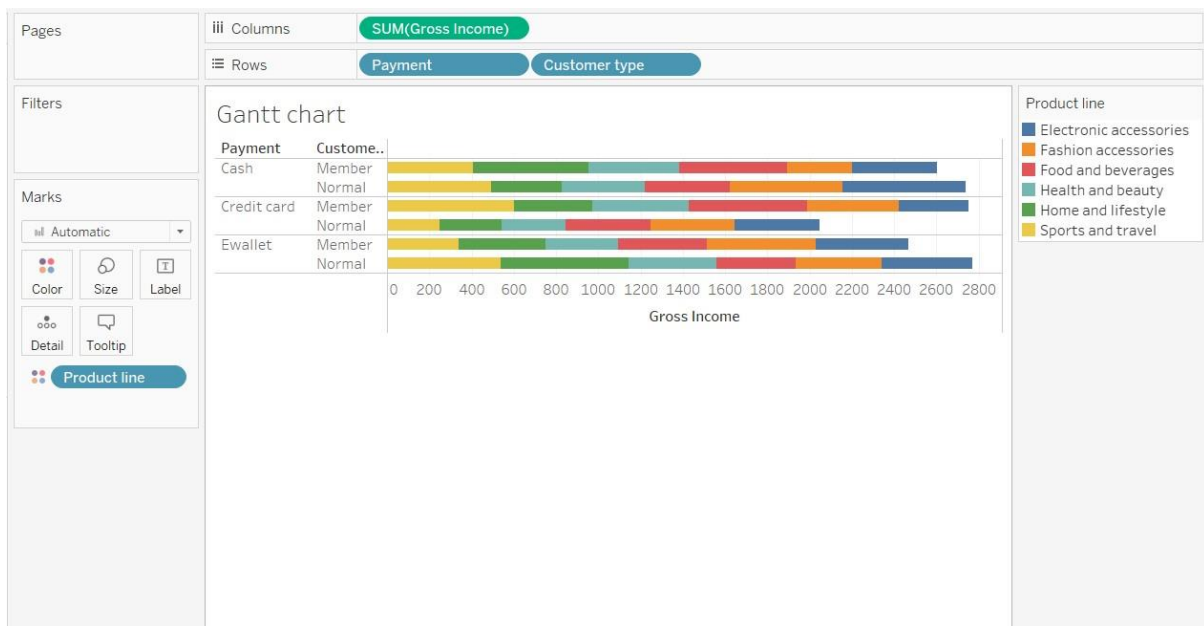 Pages
Columns
SUM(Gross Income)
Rows
Payment
Customer type
Filters
Marks
Automatic
Color
Size
Label
Detail
Tooltip
Product line
Gantt chart
Payment
Custome..
Cash
Member
Normal
Credit card
Member
Normal
Ewallet
Member
Normal
0 200 400 600 800 1000 1200 1400 1600 1800 2000 2200 2400 2600 2800
Gross Income
Product line
Electronic accessories
Fashion accessories
Food and beverages
Health and beauty
Home and lifestyle
Sports and travel